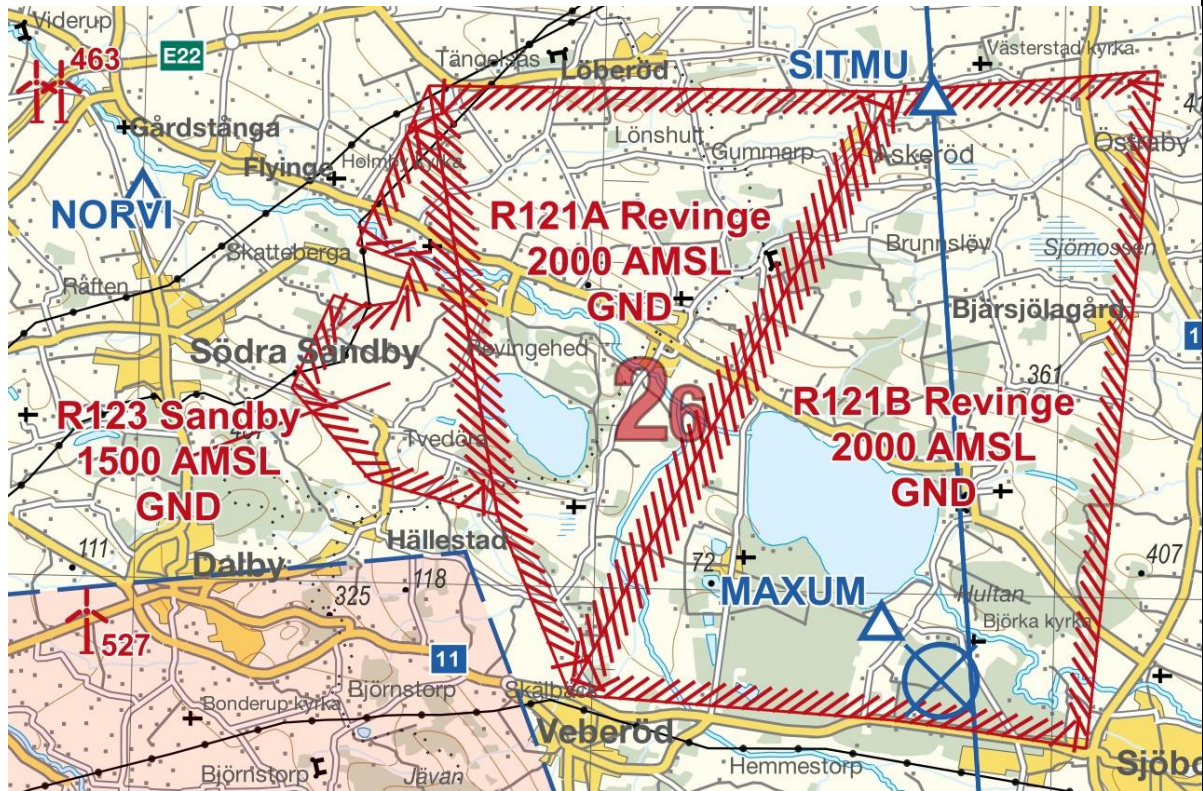 Viderup
463
E22
Tängelsås
Löberöd
SITMU
Västerstad kyrka
Gårdstånga
Flyinge
Holmby kyrka
Lönshult
Gummarp
Askeröd
Östraby
NORVI
R121A Revinge
2000 AMSL
GND
Skatteberga
Brunnslöv
Sjömossen
Råften
Bjärsjölagård
Södra Sandby
Revingehed
361
26
R123 Sandby
1500 AMSL
GND
R121B Revinge
2000 AMSL
GND
Tvedöra
Hällestad
111
Dalby
118
325
72
407
MAXUM
Hultan
Björka kyrka
527
11
Björnstorp
Skälbäck
Bonderup kyrka
Veberöd
Björnstorp
Jävan
Hemmestorp